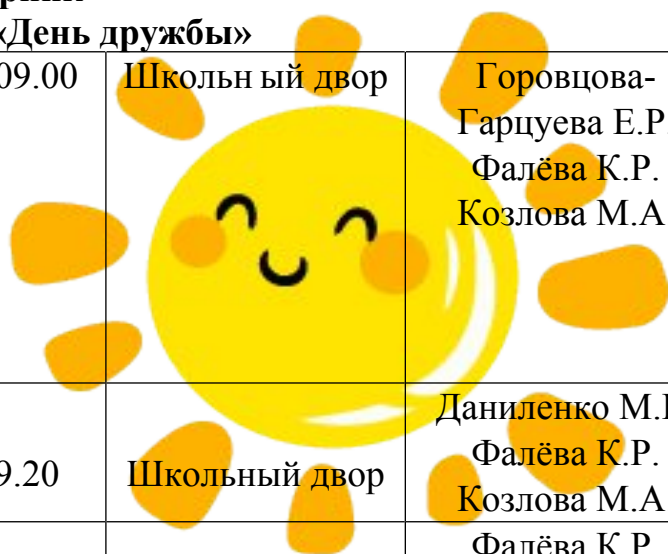 «День дружбы»
09.00 Школьн ый двор Горовцова-
Гарцуева Е.Р.
Фалёва К.Р.
Козлова М.А
Даниленко М.
9.20 Школьный двор Фалёва К.Р.
Козлова М.А
Фалёва К.Р.